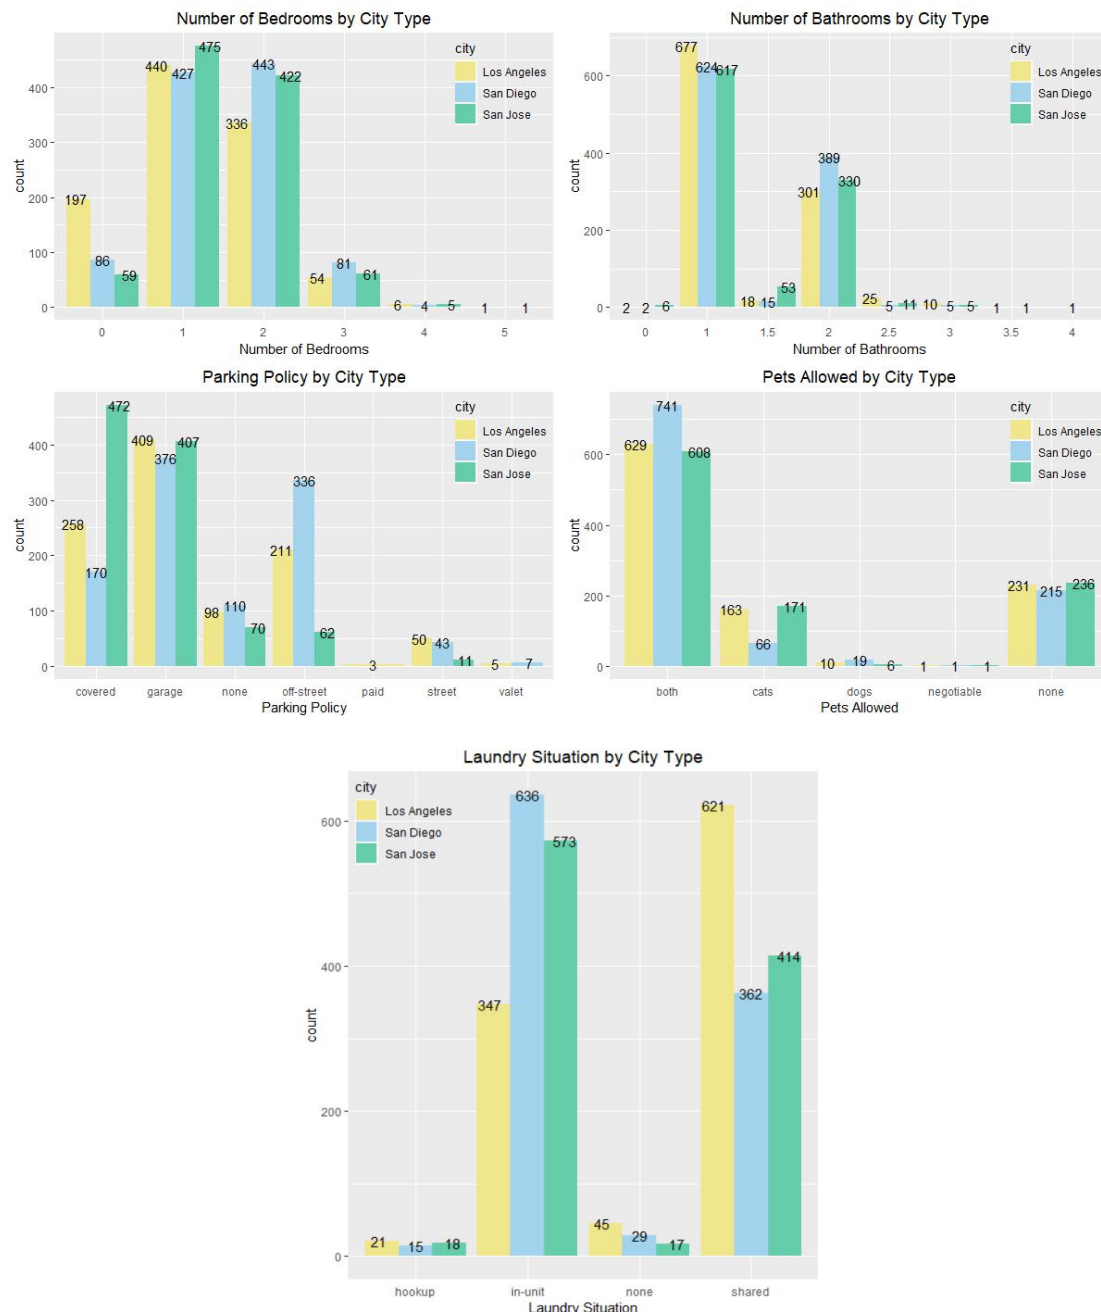 Number of Bedrooms by City Type
city
Los Angeles
San Diego
San Jose
count
400
300
200
100
0
197
86
59
440
427
475
336
443
422
54
81
61
6
4
5
1
1
0 1 2 3 4 5
Number of Bedrooms
Number of Bathrooms by City Type
city
Los Angeles
San Diego
San Jose
count
600
400
200
0
2
2
6
677
624
617
18
15
53
301
389
330
25
5
11
10
5
5
1
1
1
0 1 1.5 2 2.5 3 3.5 4
Number of Bathrooms
Parking Policy by City Type
city
Los Angeles
San Diego
San Jose
count
400
300
200
100
0
258
170
472
409
376
407
98
110
70
211
336
62
3
50
43
11
5
7
covered garage none off-street paid street valet
Parking Policy
Pets Allowed by City Type
city
Los Angeles
San Diego
San Jose
count
600
400
200
0
629
741
608
163
66
171
10
19
6
1
1
1
231
215
236
both cats dogs negotiable none
Pets Allowed
Laundry Situation by City Type
city
Los Angeles
San Diego
San Jose
count
600
400
200
0
21
15
18
347
636
573
45
29
17
621
362
414
hookup in-unit none shared
Laundry Situation